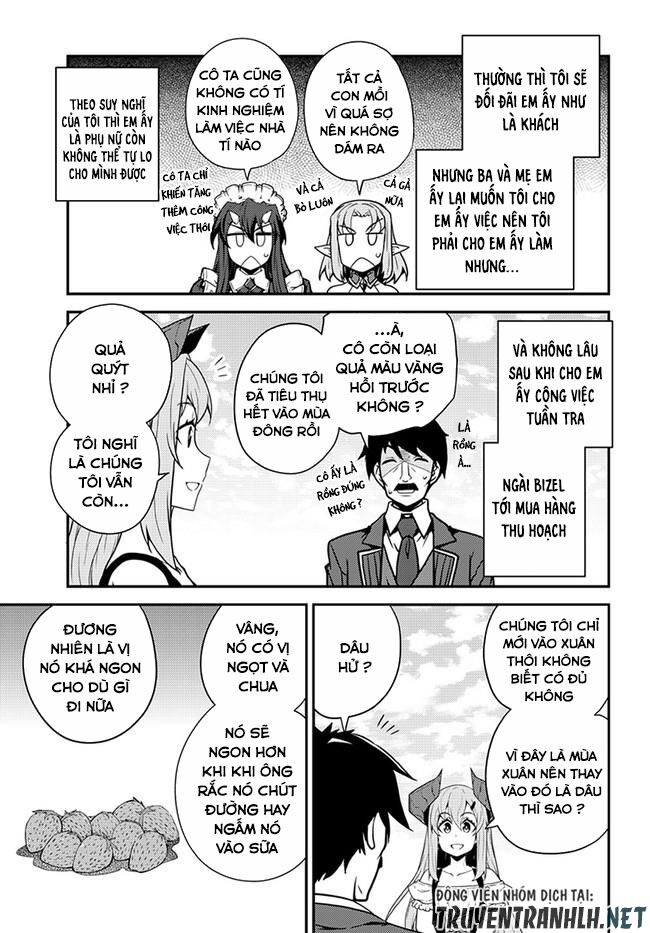 THƯỜNG THÌ TÔI SẼ
ĐỐI ĐÃI EM ẤY NHƯ
LÀ KHÁCH
NHƯNG BA VÀ MẸ EM
ẤY LẠI MUỐN TÔI CHO
EM ẤY VIỆC NÊN TÔI
PHẢI CHO EM ẤY LÀM
NHƯNG...
TẤT CẢ
CON MỒI
VÌ QUÁ SỢ
NÊN KHÔNG
DÁM RA
CẢ GÀ
NỮA
VÀ CẢ
BÒ LUÔN
CÔ TA CŨNG
KHÔNG CÓ TÍ
KINH NGHIỆM
LÀM VIỆC NHÀ
TÍ NÀO
CÔ TA CHỈ
KHIẾN TĂNG
THÊM CÔNG
VIỆC THÔI
THEO SUY NGHĨ
CỦA TÔI THÌ EM ẤY
LÀ PHỤ NỮ CÒN
KHÔNG THỂ TỰ LO
CHO MÌNH ĐƯỢC
VÀ KHÔNG LÂU
SAU KHI CHO EM
ẤY CÔNG VIỆC
TUẦN TRA
NGÀI BIZEL
TỚI MUA HÀNG
THU HOẠCH
...À,
CÔ CÒN LOẠI
QUẢ MÀU VÀNG
HỒI TRƯỚC
KHÔNG ?
LÀ
RỒNG
À...
CÔ ẤY LÀ
RỒNG ĐÚNG
KHÔNG ?
CHÚNG TÔI
ĐÃ TIÊU THỤ
HẾT VÀO MÙA
ĐÔNG RỒI
QUẢ
QUÝT
NHỈ ?
TÔI NGHĨ
LÀ CHÚNG
TÔI VẪN
CÒN...
CHÚNG TÔI CHỈ
MỚI VÀO XUÂN
THÔI KHÔNG
BIẾT CÓ ĐỦ
KHÔNG
VÌ ĐÂY LÀ MÙA
XUÂN NÊN THAY
VÀO ĐÓ LÀ DÂU
THÌ SAO ?
DÂU
HỬ ?
VÂNG,
NÓ CÓ VỊ
NGỌT VÀ
CHUA
NÓ SẼ
NGON HƠN
KHI KHI ÔNG
RẮC NÓ CHÚT
ĐƯỜNG HAY
NGẤM NÓ
VÀO SỮA
ĐƯƠNG
NHIÊN LÀ VỊ
NÓ KHÁ NGON
CHO DÙ GÌ
ĐI NỮA
ĐỘNG VIÊN NHÓM DỊCH TẠI:
TRUYENTRANHLH.NET